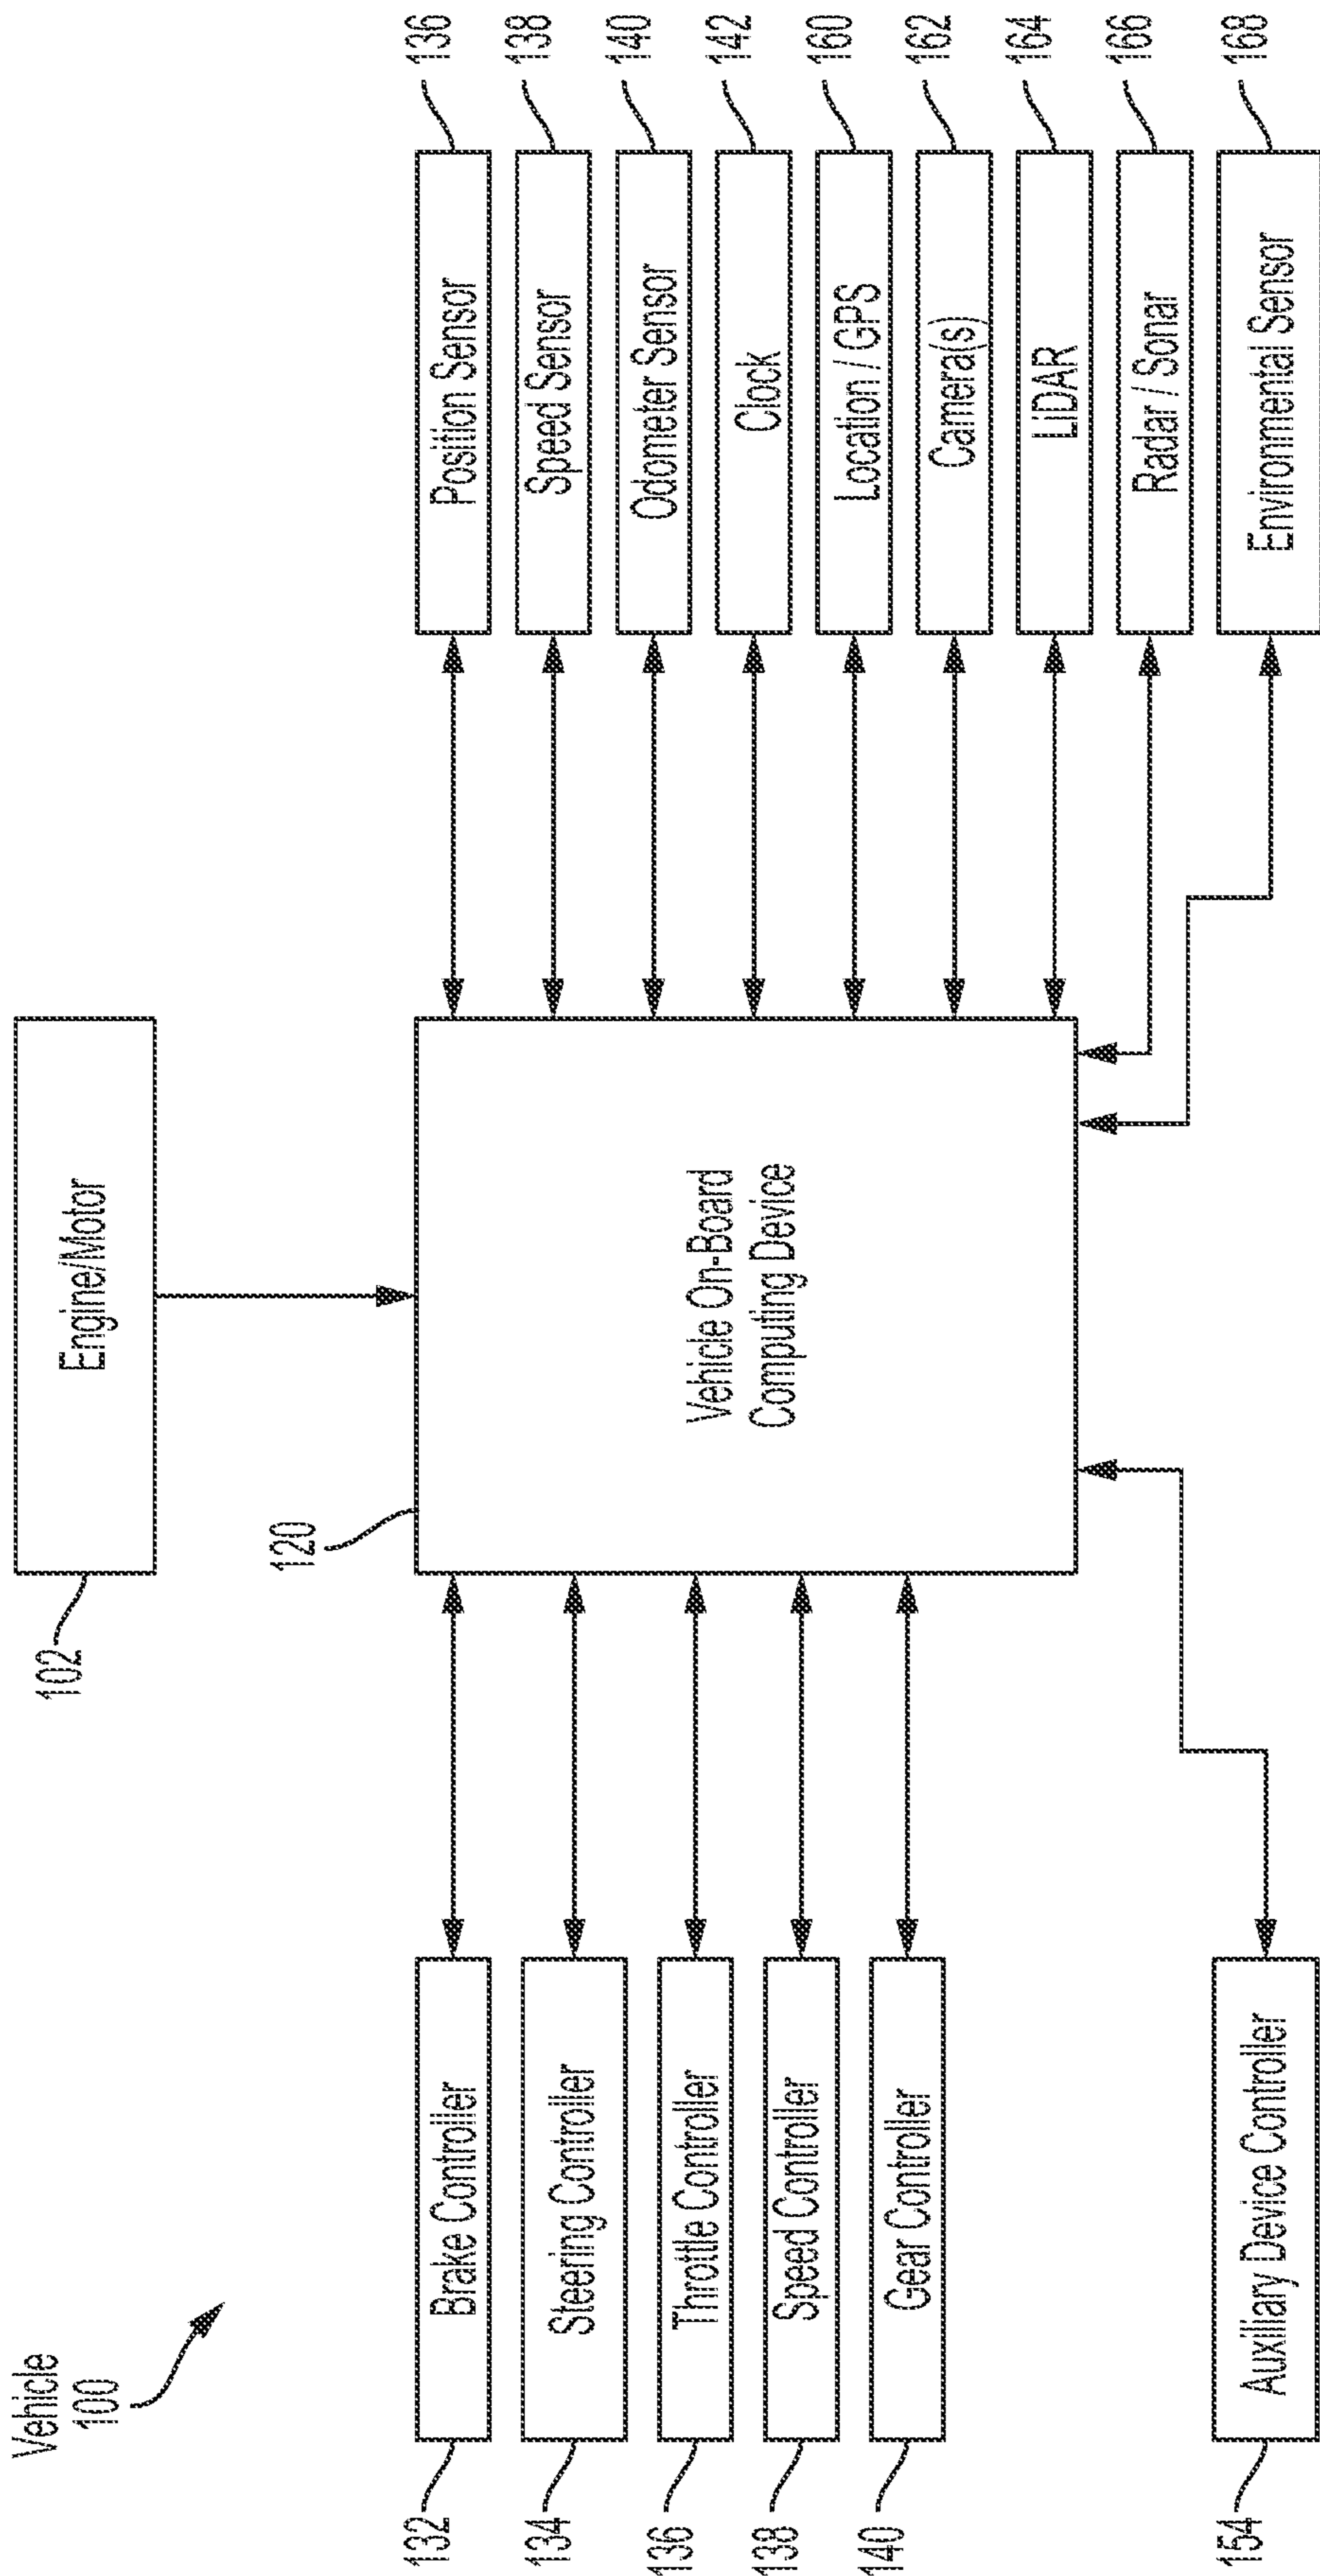 Vehicle
100
102
Engine/Motor
120
Vehicle On-Board
Computing Device
132
Brake Controller
134
Steering Controller
136
Throttle Controller
138
Speed Controller
140
Gear Controller
154
Auxiliary Device Controller
Position Sensor
136
Speed Sensor
138
Odometer Sensor
140
Clock
142
Location / GPS
160
Camera(s)
162
LiDAR
164
Radar / Sonar
166
Environmental Sensor
168